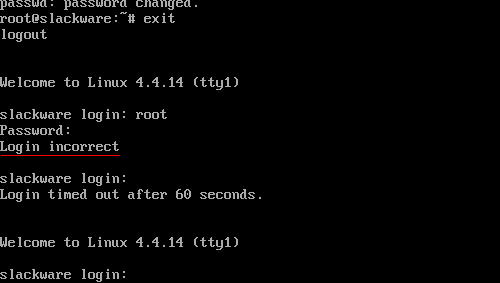 passwd: password changed.
root@slackware:~# exit
logout
Welcome to Linux 4.4.14 (tty1)
slackware login: root
Password:
Login incorrect
slackware login:
Login timed out after 60 seconds.
Welcome to Linux 4.4.14 (tty1)
slackware login: